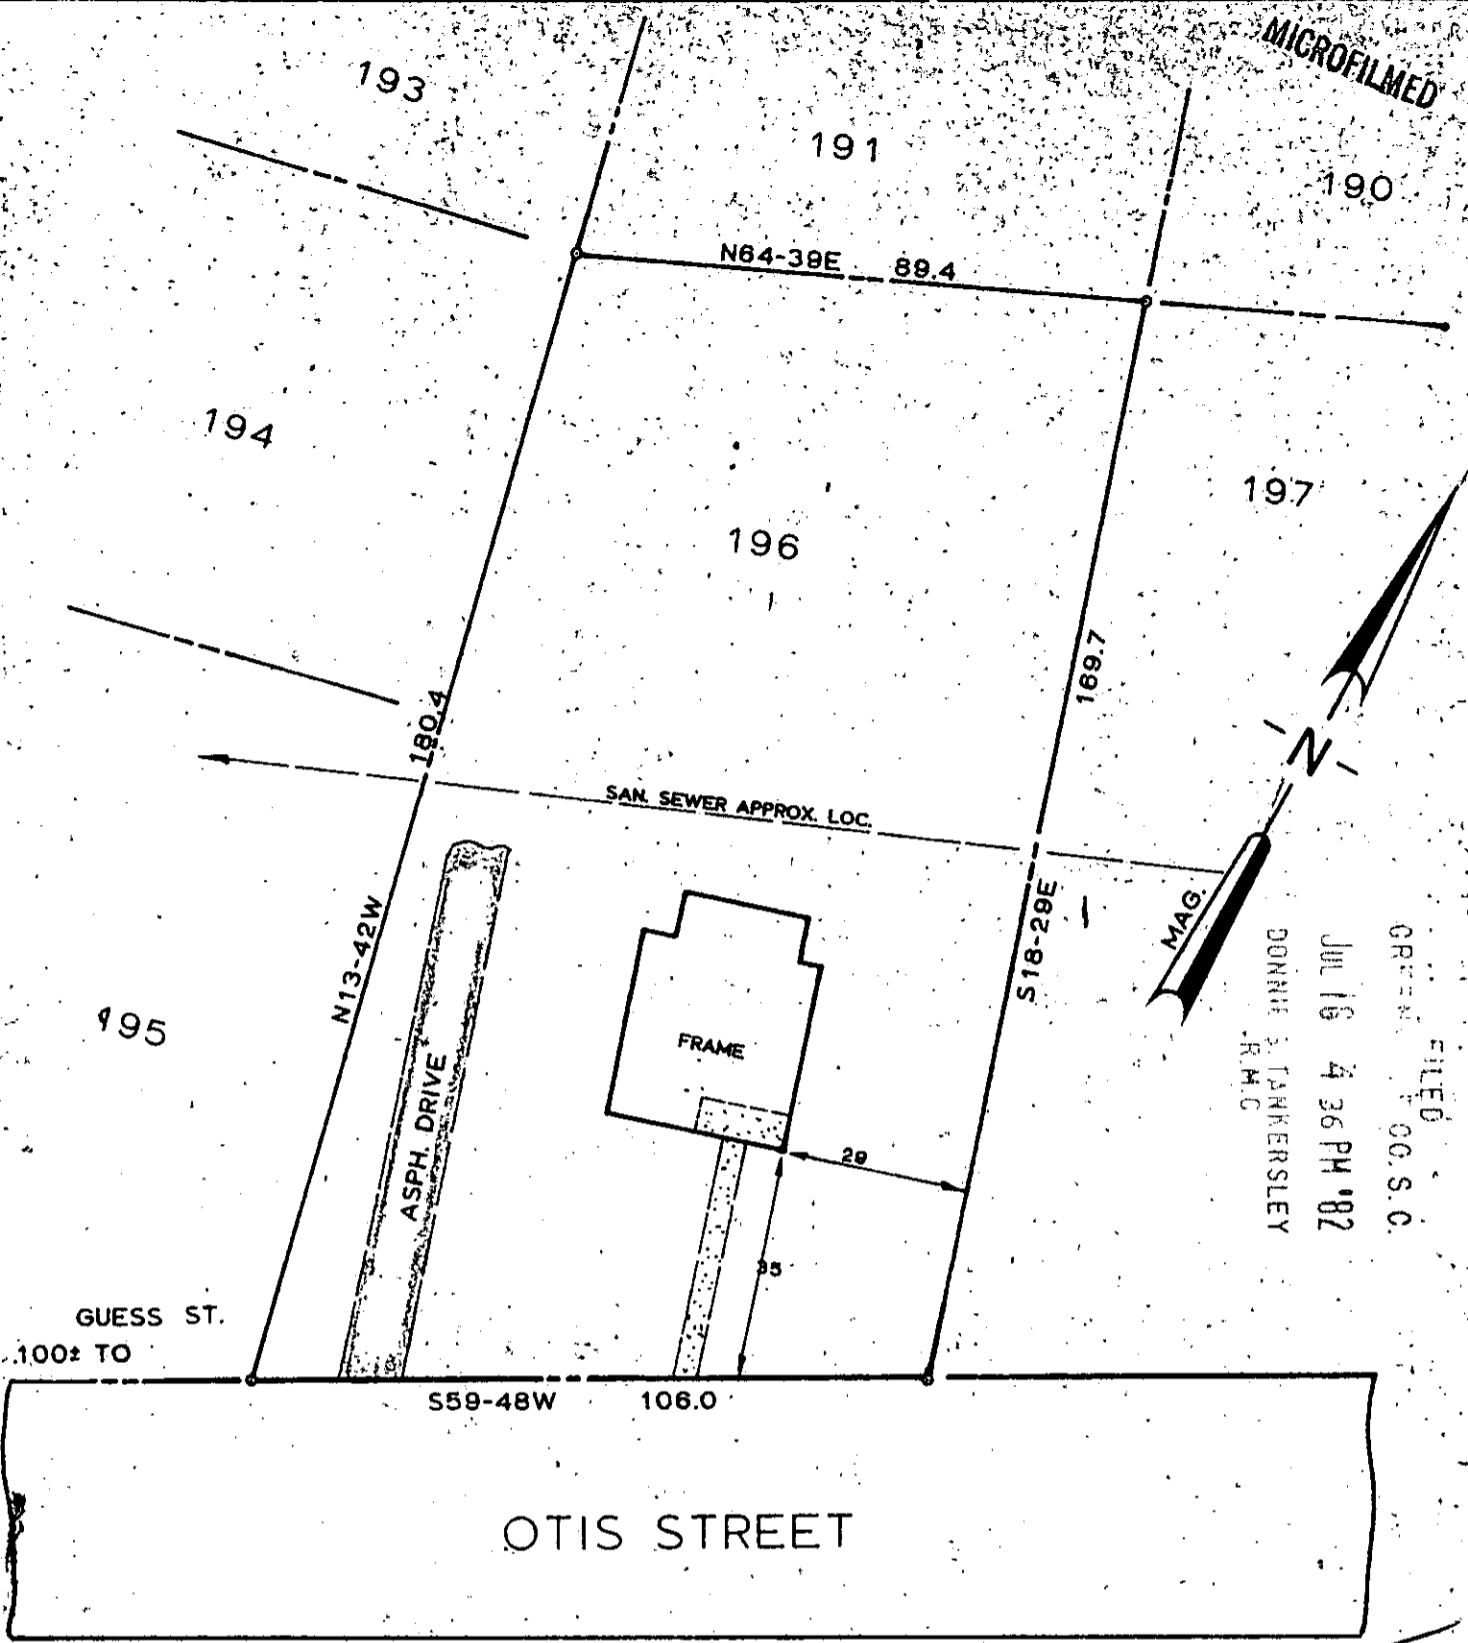 MICROFILMED
193
191
190
N64-39E 89.4
194
197
196
169.7
180.4
N
SAN. SEWER APPROX. LOC.
MAG.
N13-42W
S18-29E
195
FRAME
ASPH. DRIVE
29
35
FILED
CO. S. C.
JUL 16 4 36 PM '82
DONNIE S. TANKERSLEY
R.M.C
GUESS ST.
100± TO
S59-48W 106.0
OTIS STREET